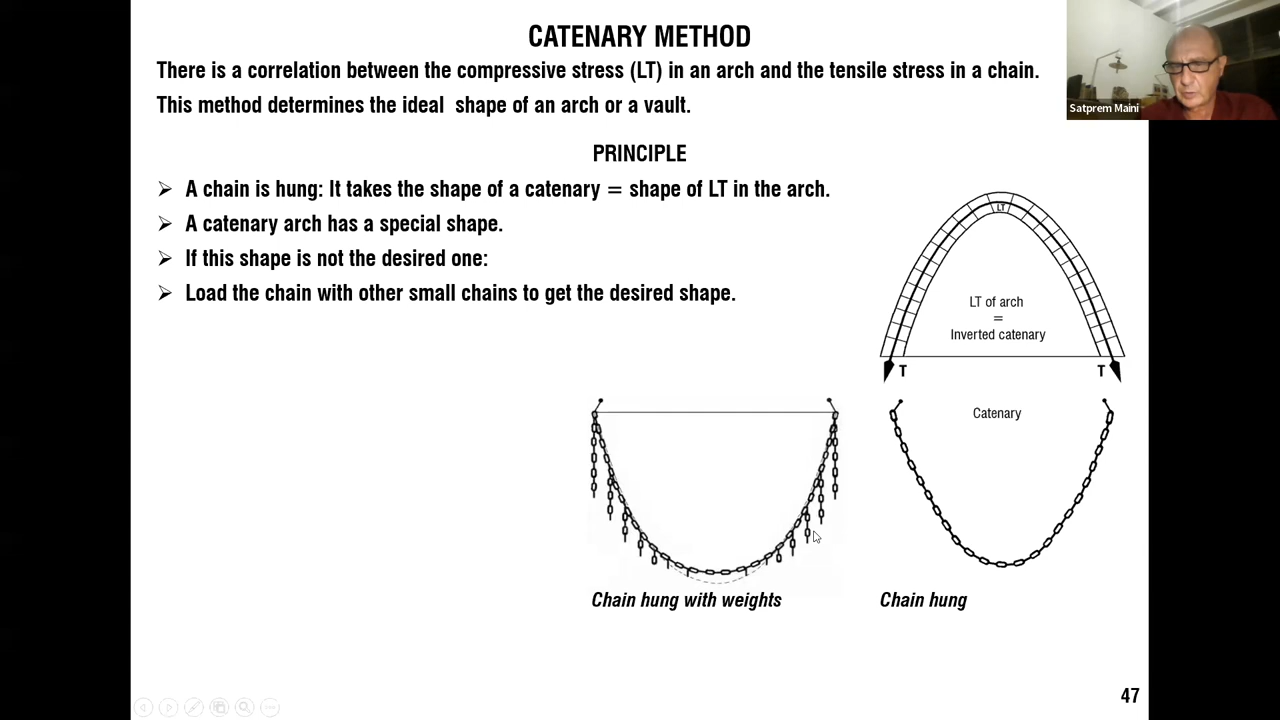 CATENARY METHOD
There is a correlation between the compressive stress (LT) in an arch and the tensile stress in a chain.
This method determines the ideal shape of an arch or a vault.
Satprem Maini
PRINCIPLE
➢ A chain is hung: It takes the shape of a catenary = shape of LT in the arch.
➢ A catenary arch has a special shape.
➢ If this shape is not the desired one:
➢ Load the chain with other small chains to get the desired shape.
LT
LT of arch
=
Inverted catenary
T T
Catenary
Chain hung with weights
Chain hung
47